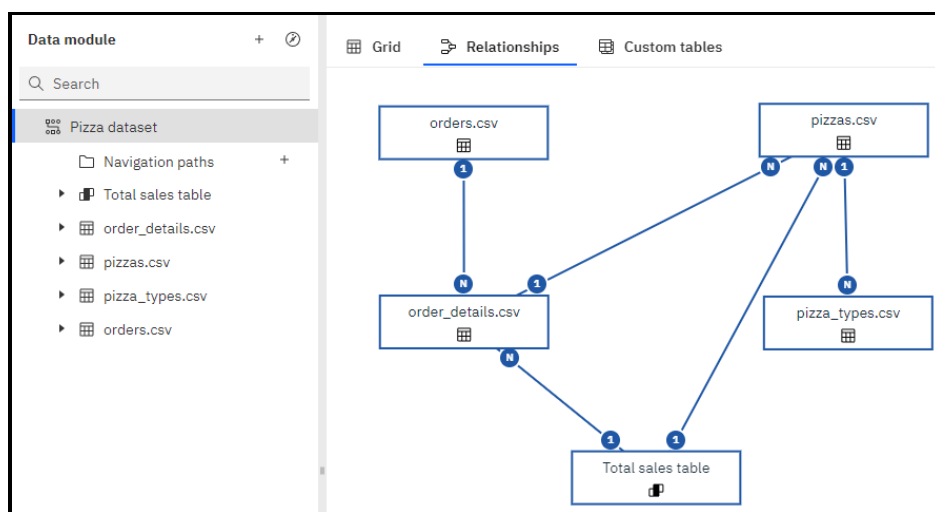 Data module +
Grid Relationships Custom tables
Search
Pizza dataset
Navigation paths +
Total sales table
order_details.csv
pizzas.csv
pizza_types.csv
orders.csv
orders.csv
1
pizzas.csv
N N 1
N 1
order_details.csv
N
N
pizza_types.csv
1 1
Total sales table